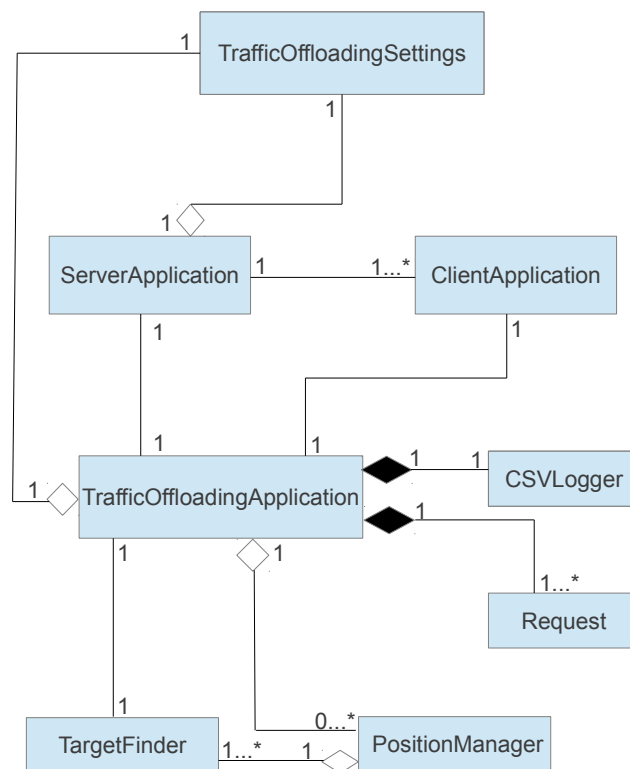 1
TrafficOffloadingSettings
1
1
ServerApplication
1
1...*
ClientApplication
1
1
1
1
1
TrafficOffloadingApplication
1
1
CSVLogger
1
1
1
1...*
Request
1
0...*
TargetFinder
1...*
1
PositionManager